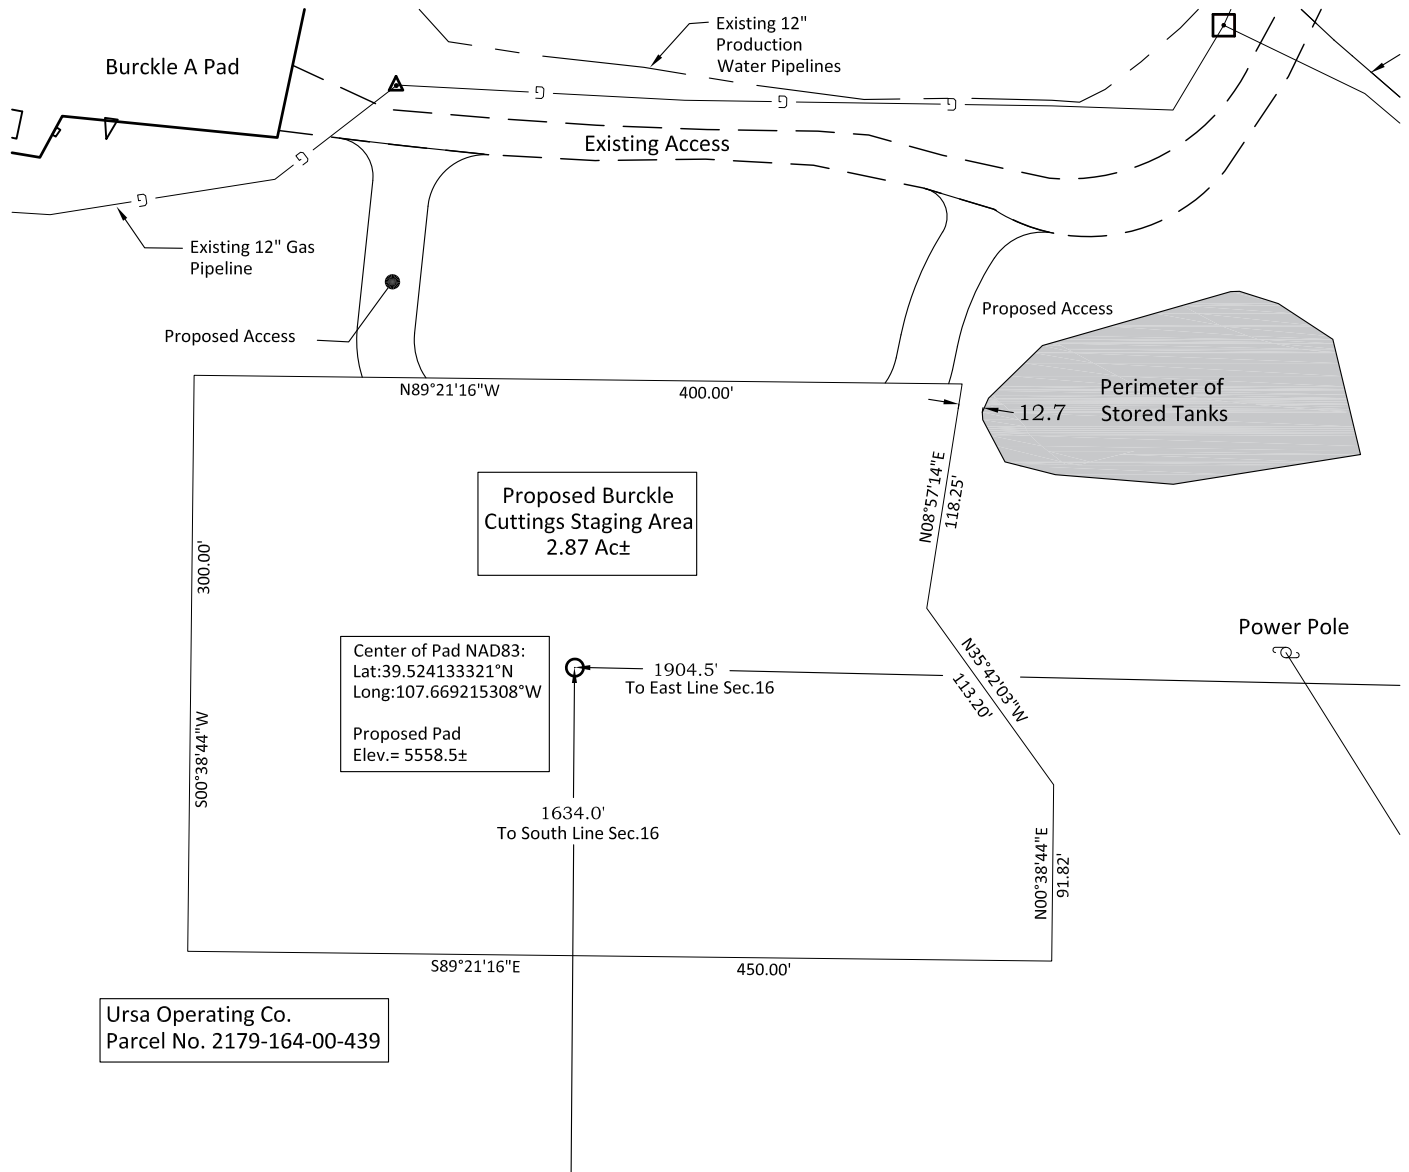 Existing 12"
Production
Water Pipelines
Burckle A Pad
G
G
G
Existing Access
G
G
Existing 12" Gas
Pipeline
Proposed Access
Proposed Access
Perimeter of
Stored Tanks
12.7
N89°21'16"W
400.00'
N08°57'14"E
118.25'
Proposed Burckle
Cuttings Staging Area
2.87 Ac±
300.00'
S00°38'44"W
Center of Pad NAD83:
Lat:39.524133321°N
Long:107.669215308°W
Proposed Pad
Elev.= 5558.5±
1904.5'
To East Line Sec.16
N35°42'03"W
113.20'
Power Pole
1634.0'
To South Line Sec.16
N00°38'44"E
91.82'
S89°21'16"E
450.00'
Ursa Operating Co.
Parcel No. 2179-164-00-439